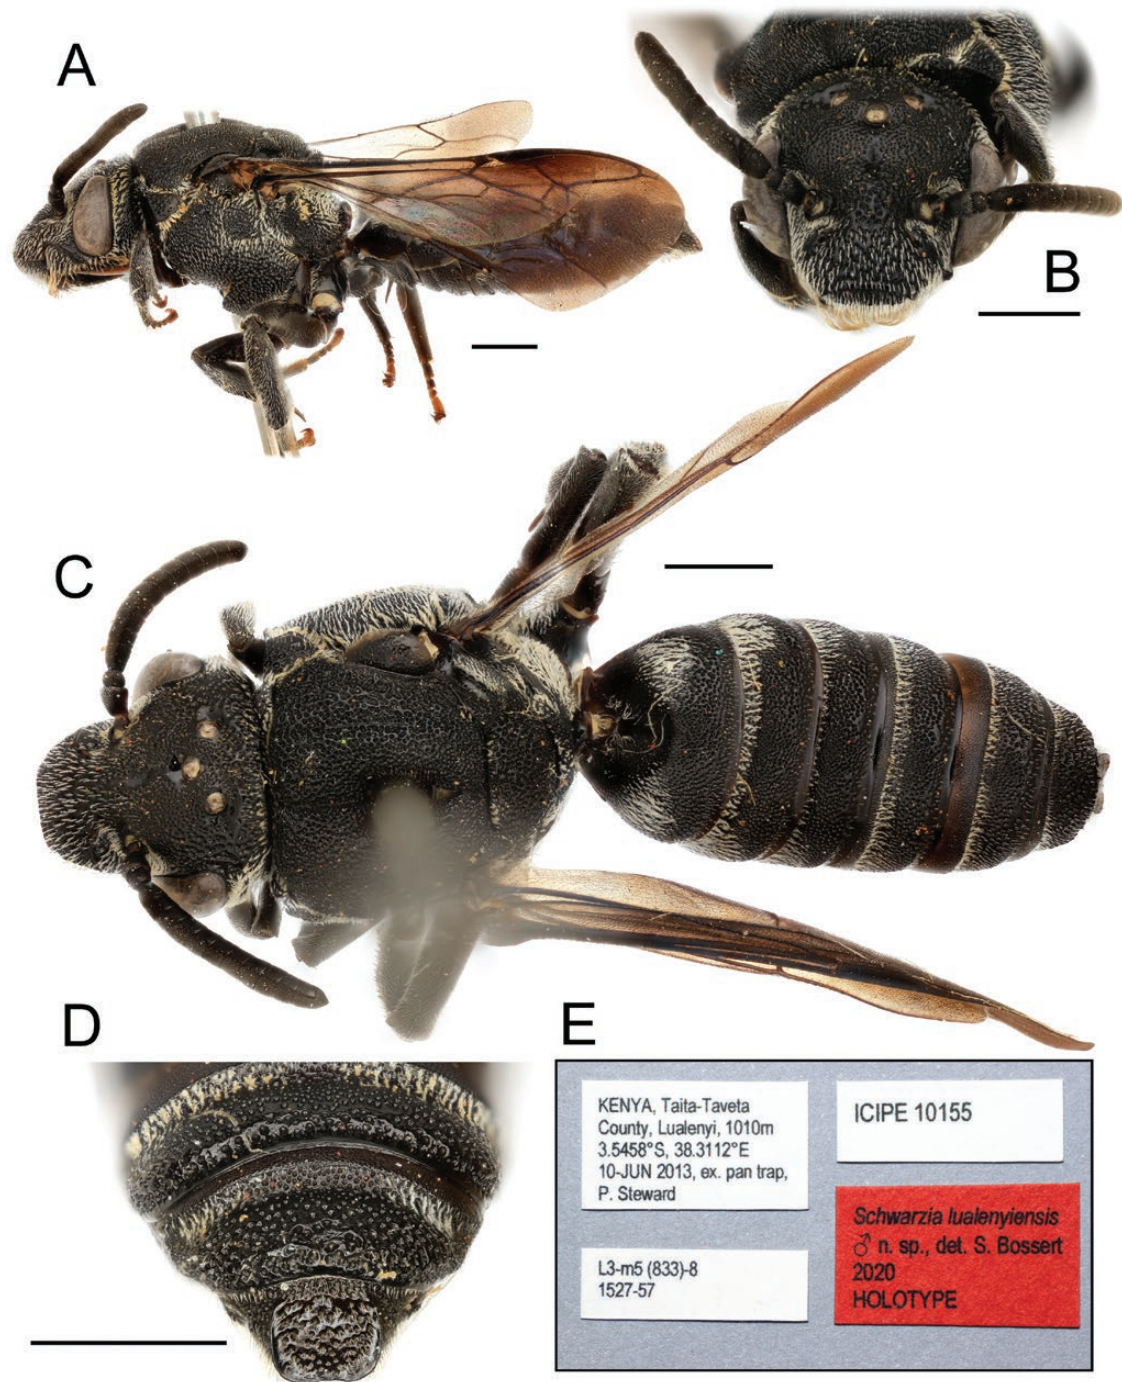 A
B
C
D
E
KENYA, Taita-Taveta
County, Lualenyi, 1010m
3.5458°S, 38.3112°E
10-JUN 2013, ex. pan trap,
P. Steward
L3-m5 (833)-8
1527-57
ICIPE 10155
Schwarzia lualenyiensis
♂ n. sp., det. S. Bossert
2020
HOLOTYPE